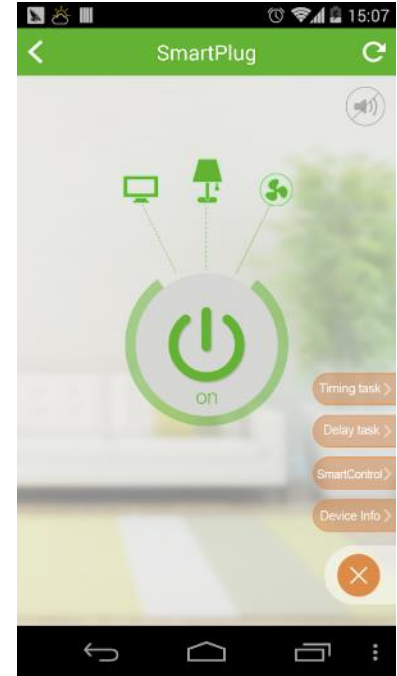 15:07
SmartPlug
on
Timing task
Delay task
SmartControl
Device Info